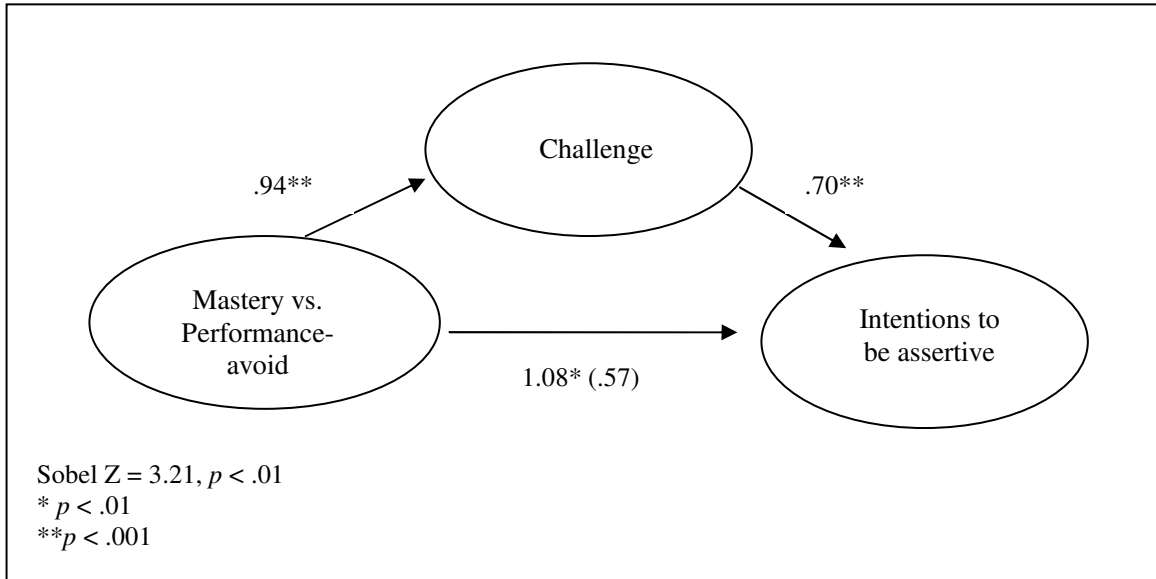 Challenge
.94**
.70**
Mastery vs.
Performance-
avoid
Intentions to
be assertive
1.08* (.57)
Sobel Z = 3.21, p < .01
* p < .01
**p < .001